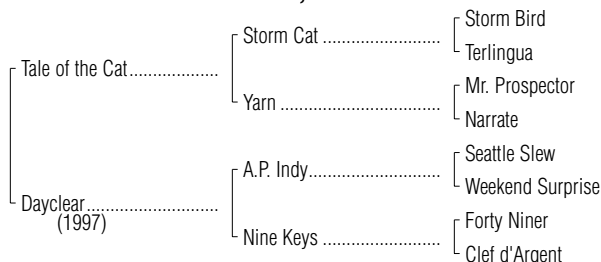 Storm Bird
Storm Cat ..............................
Terlingua
Tale of the Cat......................
Mr. Prospector
Yarn .........................................
Narrate
Seattle Slew
A.P. Indy.................................
Weekend Surprise
Dayclear.................................
(1997)
Forty Niner
Nine Keys ..............................
Clef d'Argent